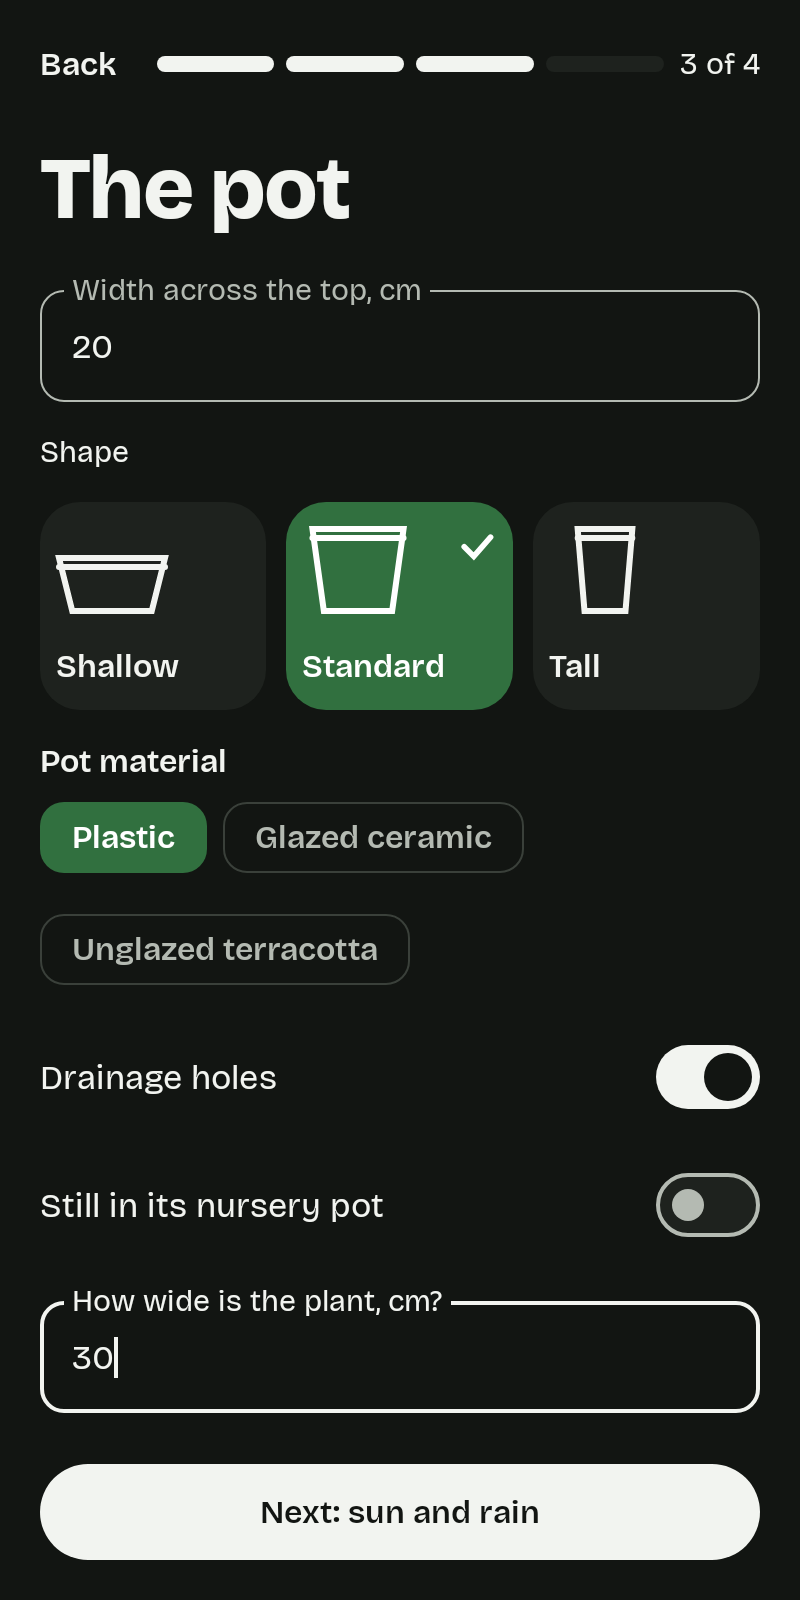 Back
3 of 4
The pot
Width across the top, cm
20
Shape
Shallow
Standard
Tall
Pot material
Plastic
Glazed ceramic
Unglazed terracotta
Drainage holes
Still in its nursery pot
How wide is the plant, cm?
30
Next: sun and rain